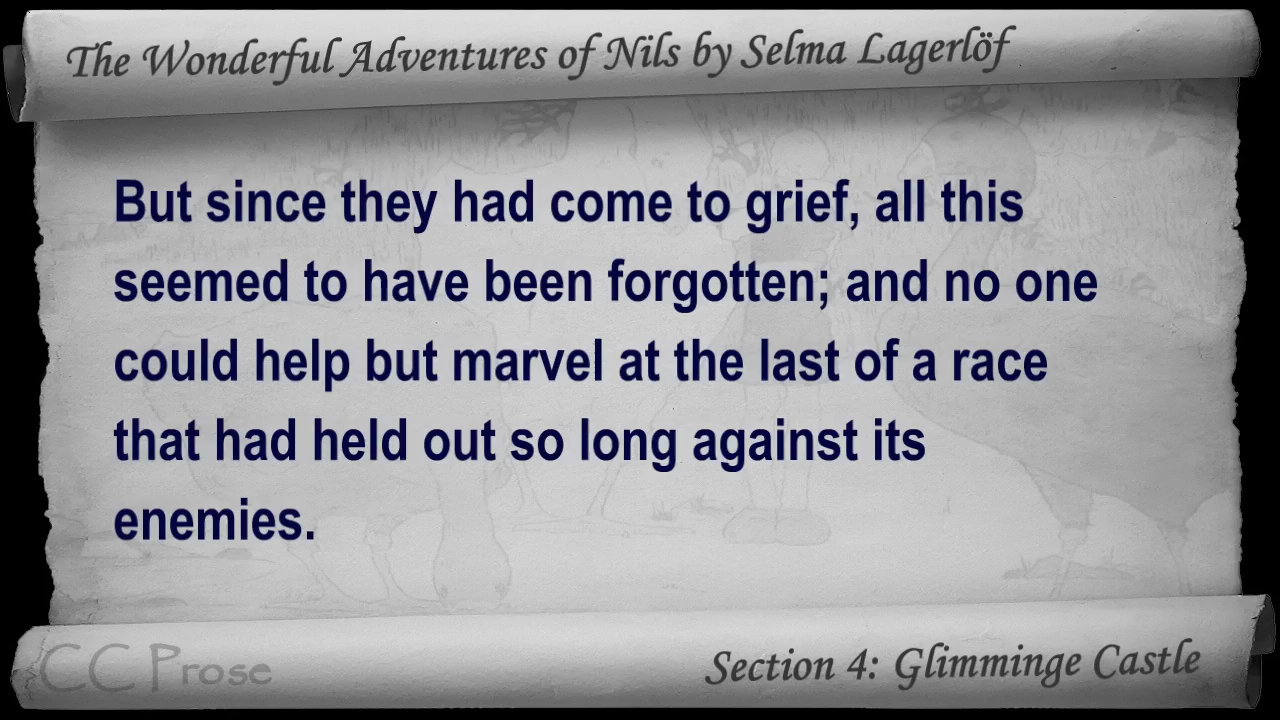 The Wonderful Adventures of Nils by Selma Lagerlöf
But since they had come to grief, all this
seemed to have been forgotten; and no one
could help but marvel at the last of a race
that had held out so long against its
enemies.
CC Prose
Section 4: Glimminge Castle